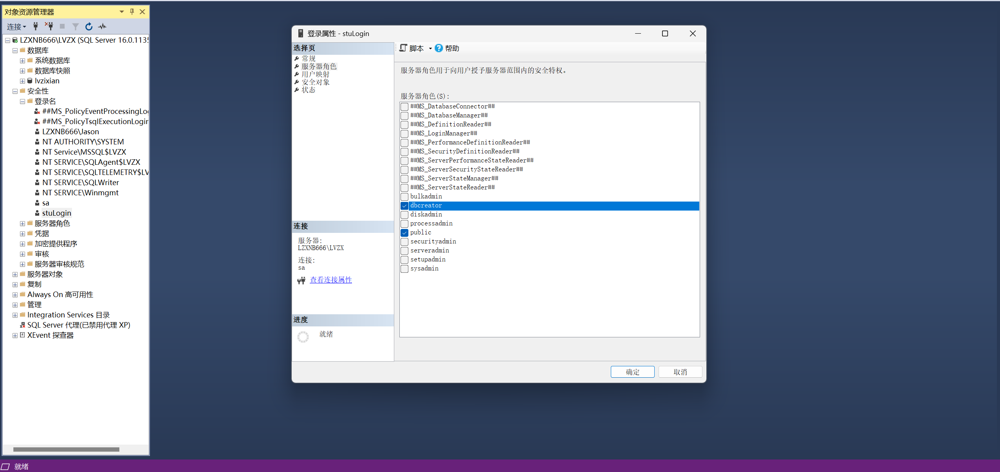 对象资源管理器
连接
LZXNB666\LVZX (SQL Server 16.0.1135
数据库
系统数据库
数据库快照
lvzixian
安全性
登录名
##MS_PolicyEventProcessingLog
##MS_PolicyTsqlExecutionLogin
LZXNB666\Jason
NT AUTHORITY\SYSTEM
NT Service\MSSQL$LVZX
NT SERVICE\SQLAgent$LVZX
NT SERVICE\SQLTELEMETRY$LV
NT SERVICE\SQLWriter
NT SERVICE\Winmgmt
sa
stuLogin
服务器角色
凭据
加密提供程序
审核
服务器审核规范
服务器对象
复制
Always On 高可用性
管理
Integration Services 目录
SQL Server 代理(已禁用代理 XP)
XEvent 探查器
登录属性 - stuLogin
选择页
常规
服务器角色
用户映射
安全对象
状态
连接
服务器:
LZXNB666\LVZX
连接:
sa
查看连接属性
进度
就绪
脚本
帮助
服务器角色用于向用户授予服务器范围内的安全特权。
服务器角色(S):
##MS_DatabaseConnector##
##MS_DatabaseManager##
##MS_DefinitionReader##
##MS_LoginManager##
##MS_PerformanceDefinitionReader##
##MS_SecurityDefinitionReader##
##MS_ServerPerformanceStateReader##
##MS_ServerSecurityStateReader##
##MS_ServerStateManager##
##MS_ServerStateReader##
bulkadmin
dbcreator
diskadmin
processadmin
public
securityadmin
serveradmin
setupadmin
sysadmin
确定
取消
就绪